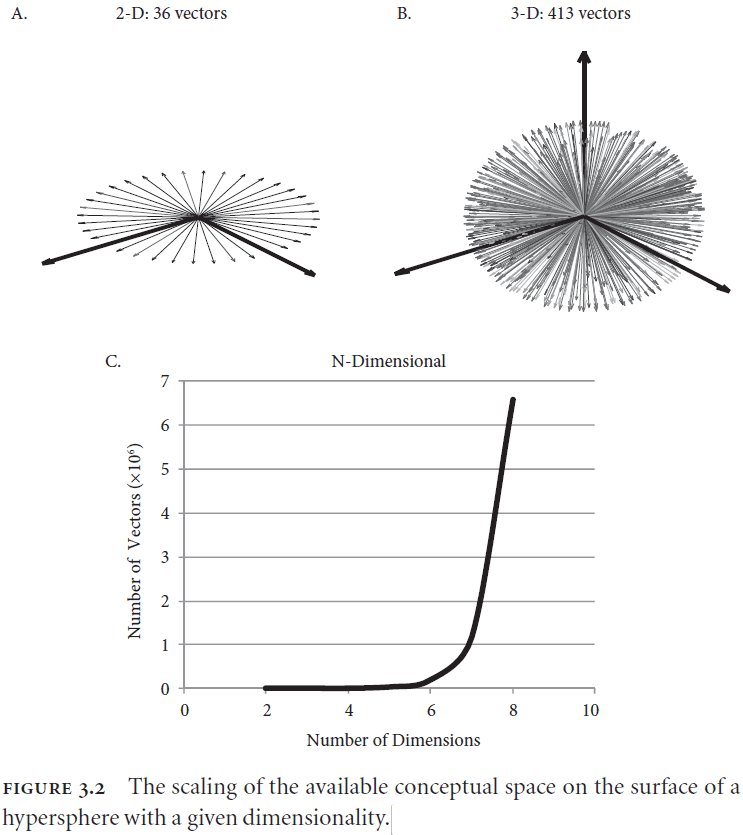 A.
2-D: 36 vectors
B.
3-D: 413 vectors
C.
N-Dimensional
7
6
5
4
3
2
1
0
Number of Vectors (×10⁶)
0 2 4 6 8 10
Number of Dimensions
FIGURE 3.2 The scaling of the available conceptual space on the surface of a
hypersphere with a given dimensionality.